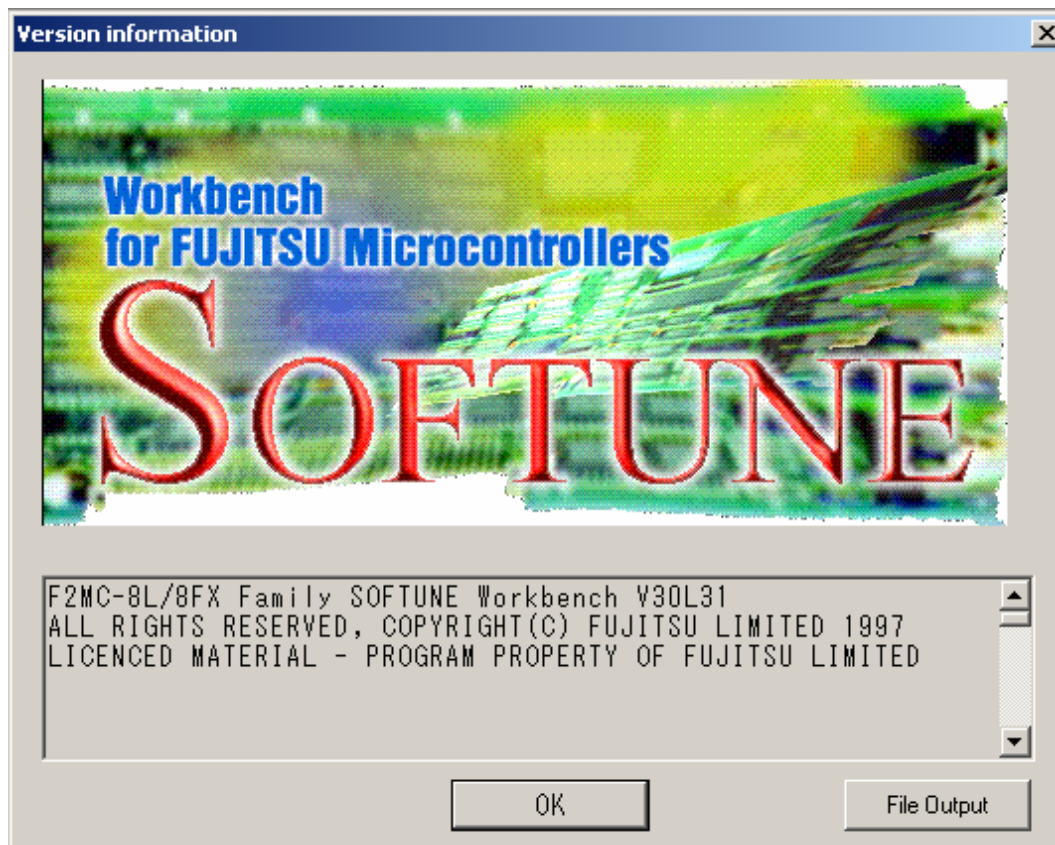 Version information
Workbench
for FUJITSU Microcontrollers
SOFTUNE
F2MC-8L/8FX Family SOFTUNE Workbench V30L31
ALL RIGHTS RESERVED, COPYRIGHT(C) FUJITSU LIMITED 1997
LICENCED MATERIAL - PROGRAM PROPERTY OF FUJITSU LIMITED
OK
File Output